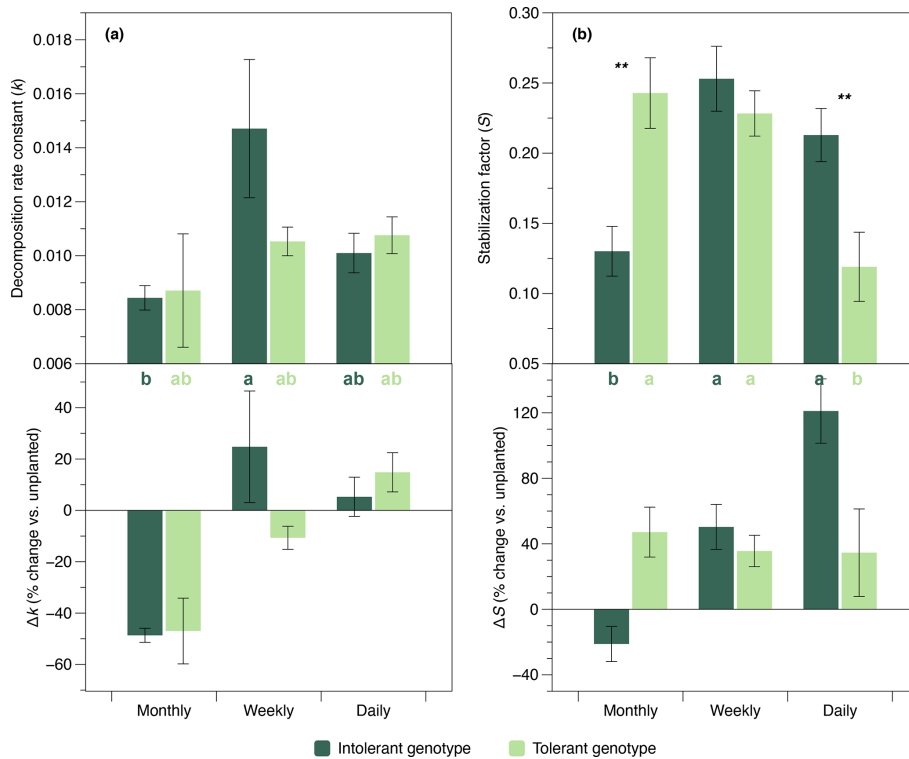 (a)
Decomposition rate constant (k)
0.018
0.016
0.014
0.012
0.010
0.008
0.006
b ab a ab ab ab
Δk (% change vs. unplanted)
40
20
0
−20
−40
−60
Monthly Weekly Daily
(b)
Stabilization factor (S)
0.30
0.25
0.20
0.15
0.10
0.05
**
**
b a a a a b
ΔS (% change vs. unplanted)
120
80
40
0
−40
Monthly Weekly Daily
Intolerant genotype Tolerant genotype